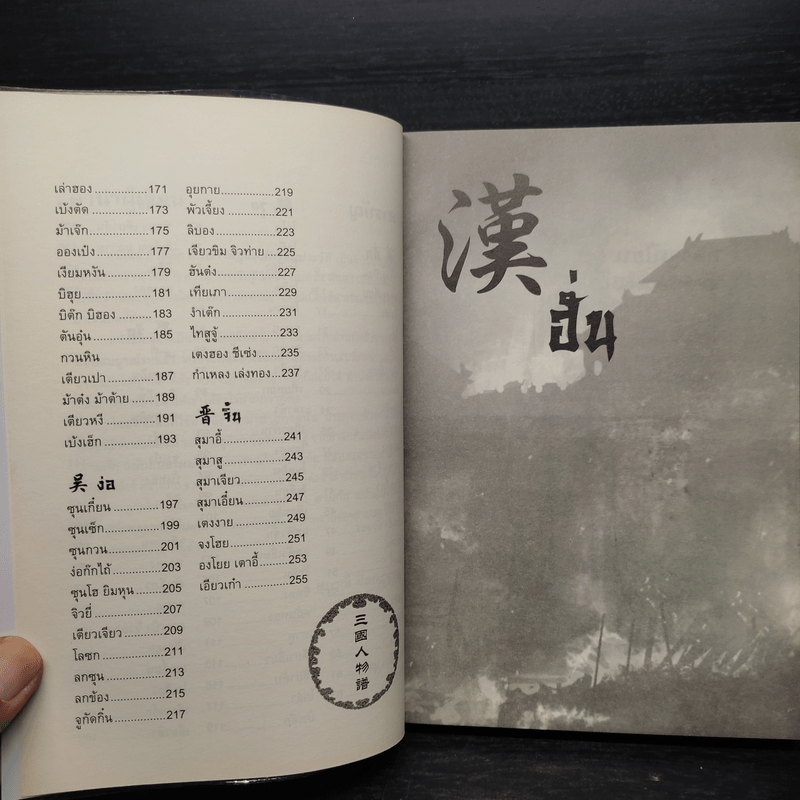 เล่าฮอง................171
เบ้งตัด................173
ม้าเจ๊ก................175
อองเป๋ง................177
เงียมหงัน..............179
บิฮุย..................181
บิต๊ก บิฮอง............183
ตันอุ๋น................185
กวนหิน
เตียวเปา...............187
ม้าต๋ง ม้าต้าย.........189
เตียวหงี...............191
เบ้งเฮ็ก...............193
吳 ง่อ
ซุนเกี๋ยน..............197
ซุนเซ็ก................199
ซุนกวน.................201
ง่อก๊กไถ้..............203
ซุนโฮ ยิมหุน...........205
จิวยี่.................207
เตียวเจียว.............209
โลซก...................211
ลกซุน..................213
ลกข้อง.................215
จูกัดกิ๋น.............217
อุยกาย.................219
พัวเจี้ยง..............221
ลิบอง..................223
เจียวขิม จิวท่าย...225
ฮันต๋ง.................227
เทียเภา................229
งำเต๊ก.................231
ไทสูจู้................233
เตงฮอง ชีเซ่ง.......235
กำเหลง เล่งทอง...237
晋 จิ้น
สุมาอี้................241
สุมาสู.................243
สุมาเจียว..............245
สุมาเอี๋ยน.............247
เตงงาย.................249
จงโฮย..................251
องโยย เตาอี้.........253
เอียวเก๋า..............255
三國人物譜
漢
ฮั่น